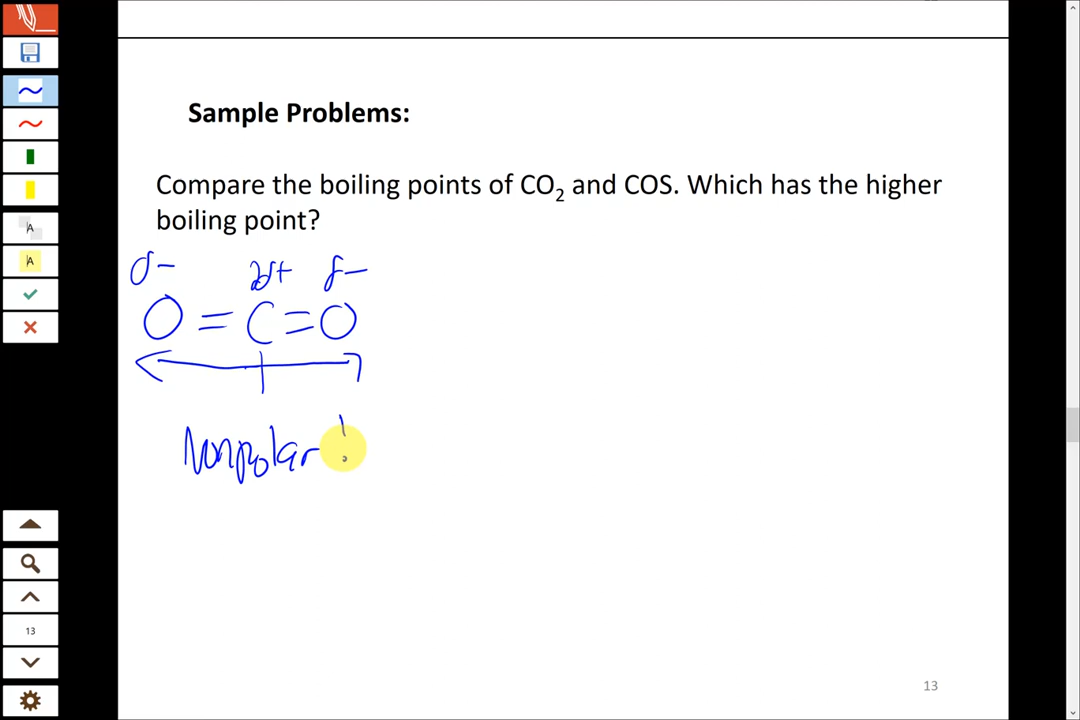 Sample Problems:
Compare the boiling points of CO₂ and COS. Which has the higher
boiling point?
δ− 2δ+ δ−
O = C = O
Nonpolar !
13
13